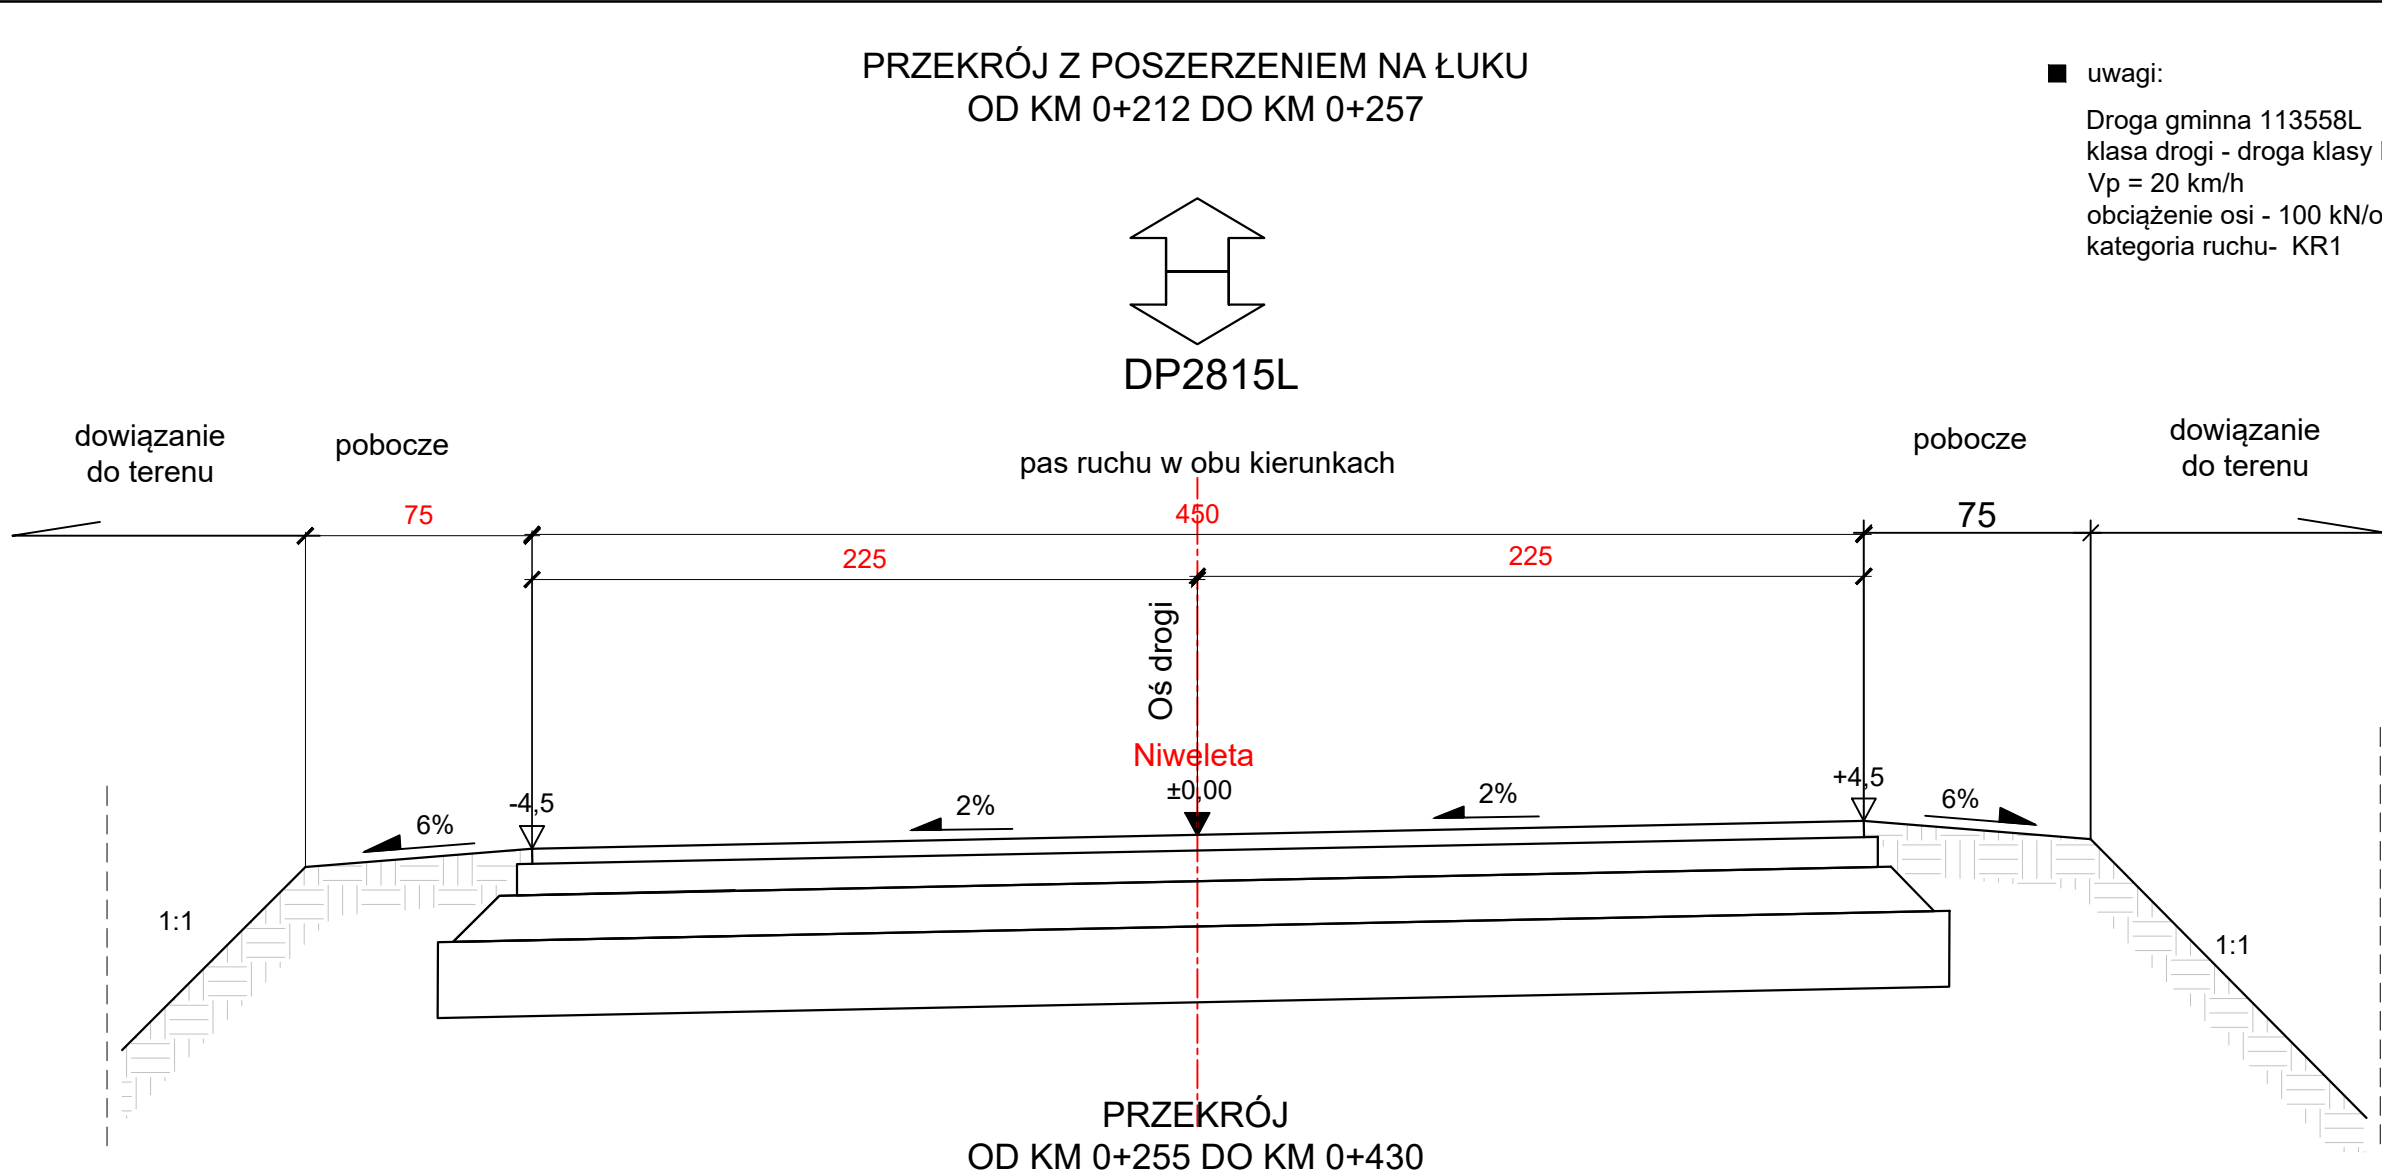 PRZEKRÓJ Z POSZERZENIEM NA ŁUKU
OD KM 0+212 DO KM 0+257
uwagi:
Droga gminna 113558L
klasa drogi - droga klasy
Vp = 20 km/h
obciążenie osi - 100 kN/o
kategoria ruchu- KR1
DP2815L
dowiązanie
do terenu
pobocze
pas ruchu w obu kierunkach
pobocze
dowiązanie
do terenu
75
450
75
225
225
Oś drogi
Niweleta
±0,00
-4,5
+4,5
6%
2%
2%
6%
1:1
1:1
PRZEKRÓJ
OD KM 0+255 DO KM 0+430